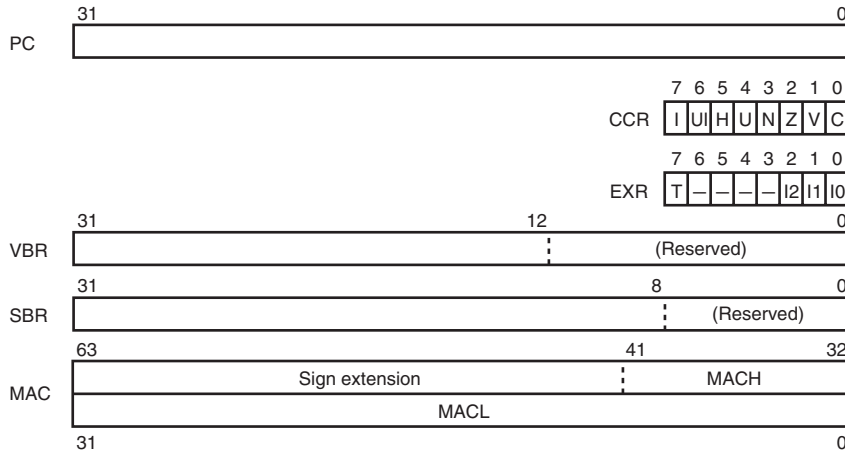 31 0
PC
7 6 5 4 3 2 1 0
CCR I UI H U N Z V C
7 6 5 4 3 2 1 0
EXR T — — — — I2 I1 I0
31 12 0
VBR (Reserved)
31 8 0
SBR (Reserved)
63 41 32
Sign extension MACH
MAC
MACL
31 0